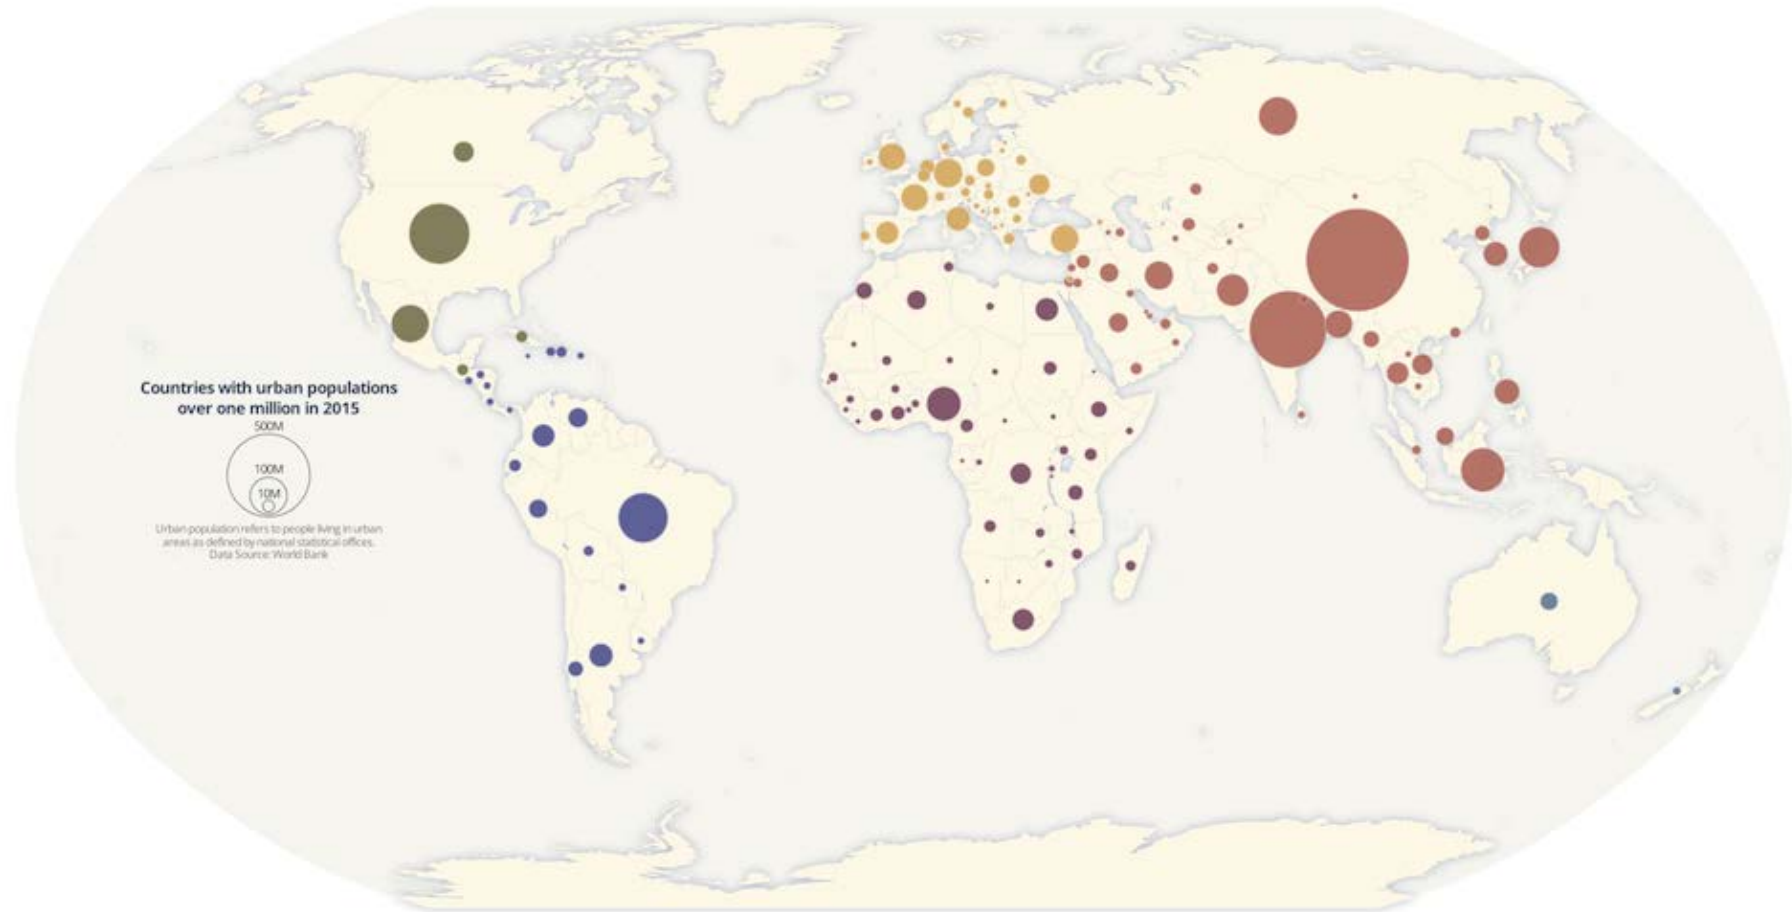 Countries with urban populations
over one million in 2015
500M
100M
10M
Urban population refers to people living in urban
areas as defined by national statistical offices.
Data Source: World Bank